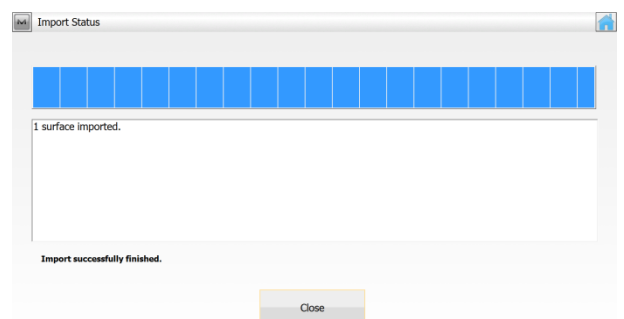 Import Status
1 surface imported.
Import successfully finished.
Close